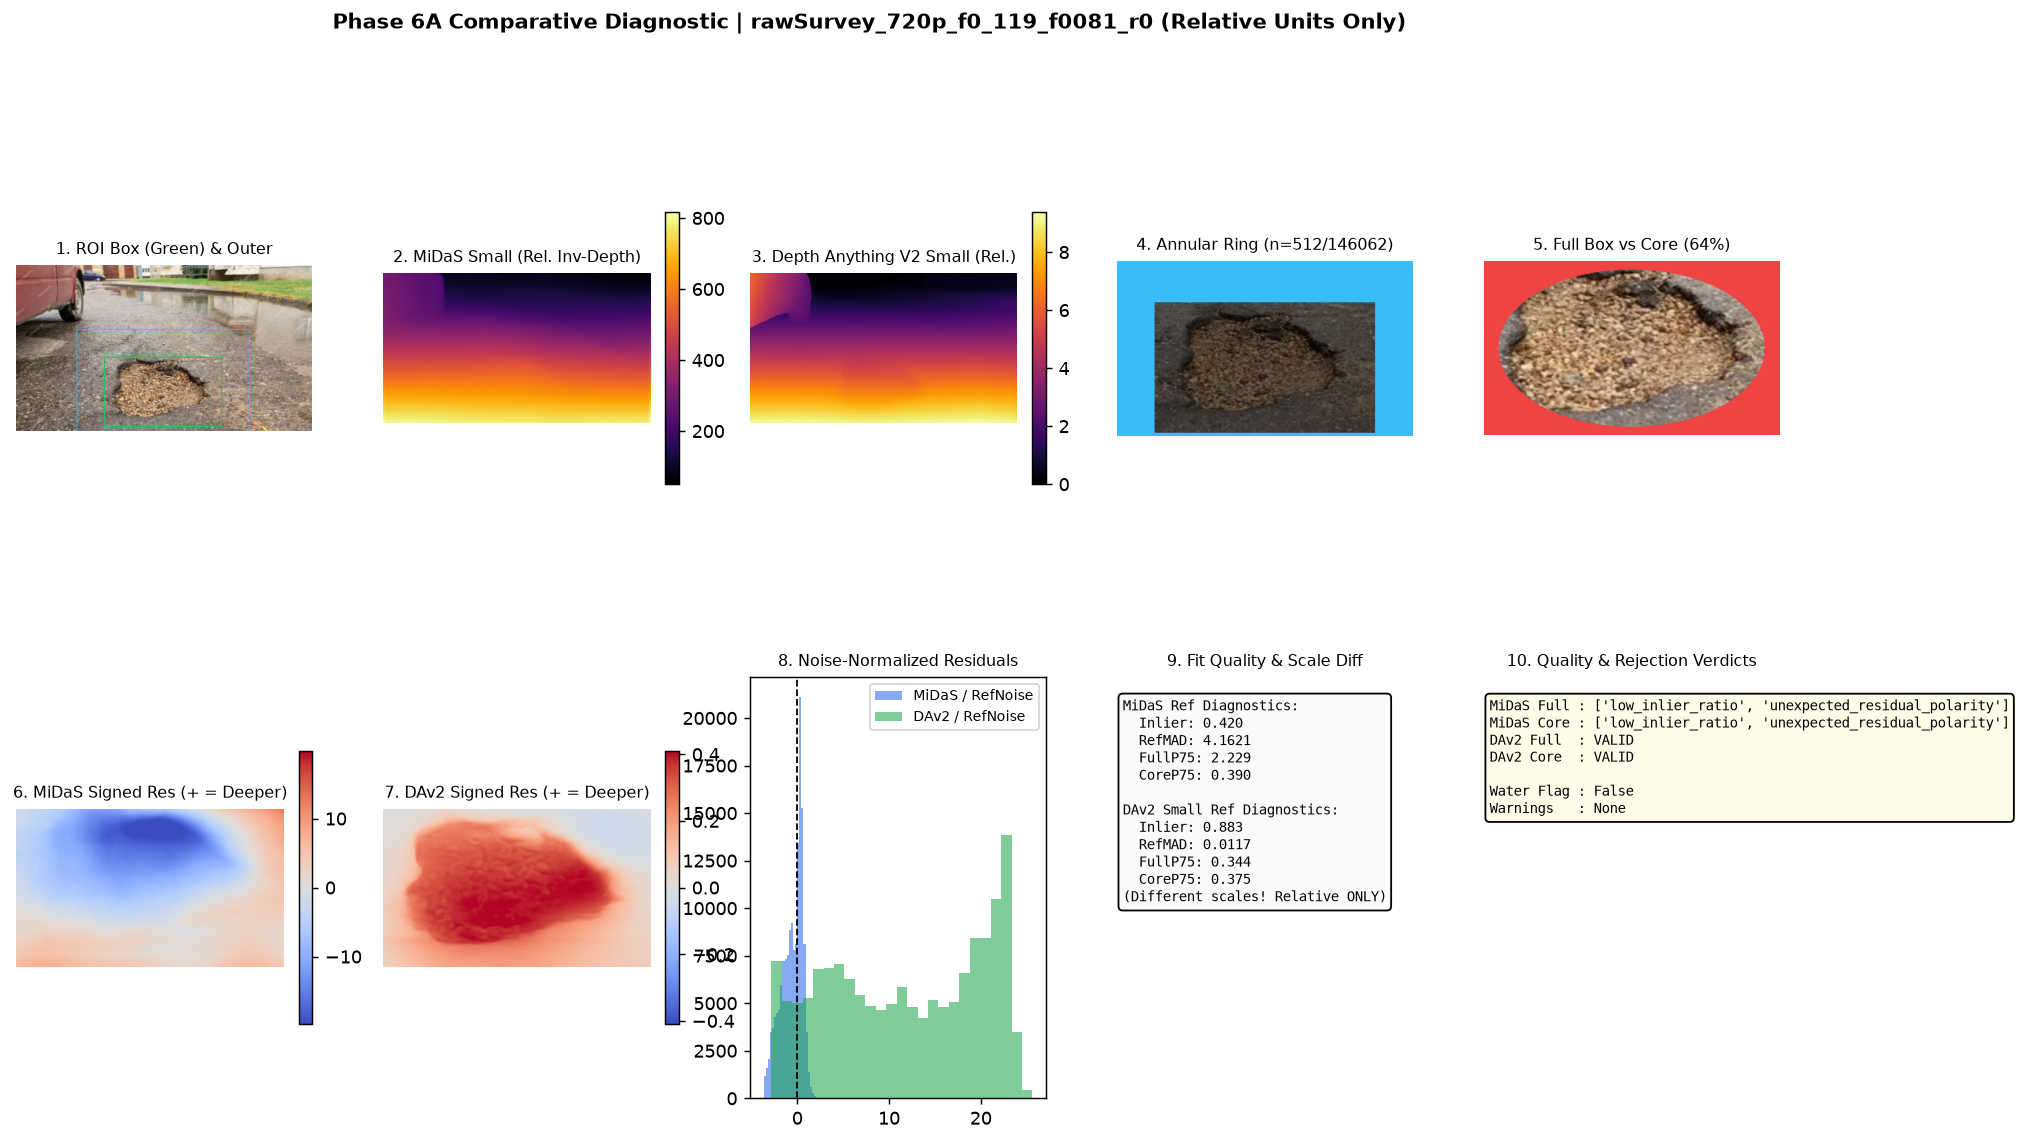 Phase 6A Comparative Diagnostic | rawSurvey_720p_f0_119_f0081_r0 (Relative Units Only)
1. ROI Box (Green) & Outer
2. MiDaS Small (Rel. Inv-Depth)
800
600
400
200
3. Depth Anything V2 Small (Rel.)
8
6
4
2
0
4. Annular Ring (n=512/146062)
5. Full Box vs Core (64%)
6. MiDaS Signed Res (+ = Deeper)
10
0
−10
7. DAv2 Signed Res (+ = Deeper)
0.4
0.2
0.0
−0.2
−0.4
8. Noise-Normalized Residuals
MiDaS / RefNoise
DAv2 / RefNoise
20000
17500
15000
12500
10000
7500
5000
2500
0
0
10
20
9. Fit Quality & Scale Diff
MiDaS Ref Diagnostics:
Inlier: 0.420
RefMAD: 4.1621
FullP75: 2.229
CoreP75: 0.390
DAv2 Small Ref Diagnostics:
Inlier: 0.883
RefMAD: 0.0117
FullP75: 0.344
CoreP75: 0.375
(Different scales! Relative ONLY)
10. Quality & Rejection Verdicts
MiDaS Full : ['low_inlier_ratio', 'unexpected_residual_polarity']
MiDaS Core : ['low_inlier_ratio', 'unexpected_residual_polarity']
DAv2 Full  : VALID
DAv2 Core  : VALID
Water Flag : False
Warnings   : None